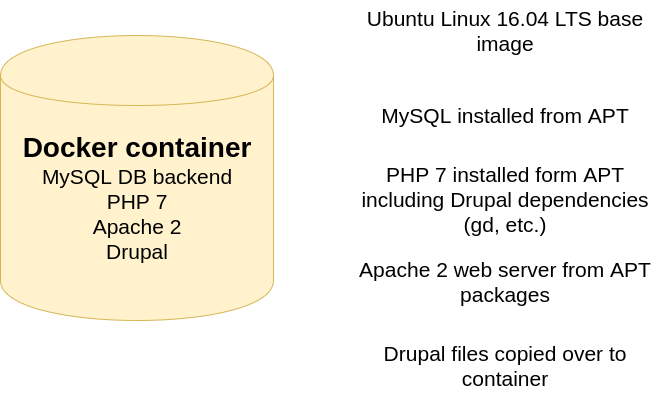 Docker container
MySQL DB backend
PHP 7
Apache 2
Drupal
Ubuntu Linux 16.04 LTS base
image
MySQL installed from APT
PHP 7 installed form APT
including Drupal dependencies
(gd, etc.)
Apache 2 web server from APT
packages
Drupal files copied over to
container